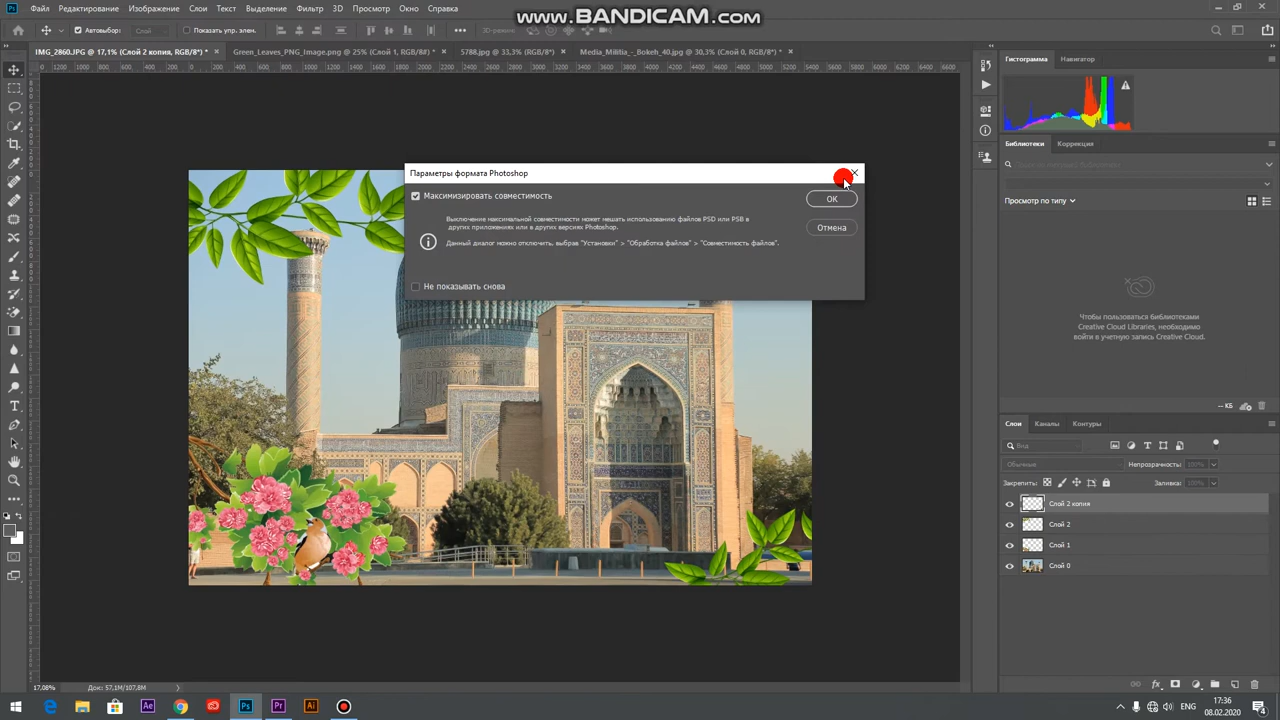 Файл Редактирование Изображение Слои Текст Выделение Фильтр 3D Просмотр Окно Справка
www.BANDICAM.com
Автовыбор: Слой Показать упр. элем. 3D-режим:
IMG_2860.JPG @ 17,1% (Слой 2 копия, RGB/8*) * Green_Leaves_PNG_Image.png @ 25% (Слой 1, RGB/8#) * 5788.jpg @ 33,3% (RGB/8*) Media_Militia_-_Bokeh_40.jpg @ 30,3% (Слой 0, RGB/8*) *
Гистограмма Навигатор
Параметры формата Photoshop
Максимизировать совместимость
ОК
Выключение максимальной совместимости может мешать использованию файлов PSD или PSB в
других приложениях или в других версиях Photoshop.
Отмена
Данный диалог можно отключить, выбрав "Установки" > "Обработка файлов" > "Совместимость файлов".
Не показывать снова
Библиотеки Коррекция
Просмотр по типу
Чтобы пользоваться библиотеками
Creative Cloud Libraries, необходимо
войти в учетную запись Creative Cloud.
-- КБ
Слои Каналы Контуры
Вид
Обычные Непрозрачность: 100%
Закрепить: Заливка: 100%
Слой 2 копия
Слой 2
Слой 1
Слой 0
17,08% Док: 57,1M/107,8M
ENG
17:36
08.02.2020